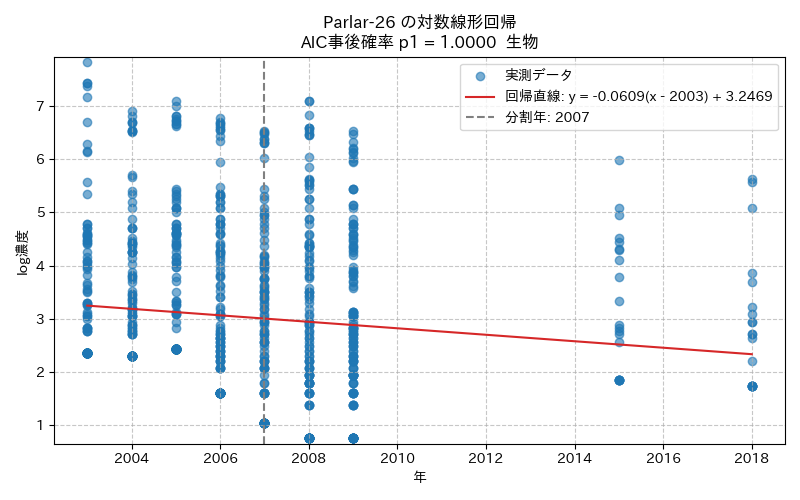 Parlar-26 の対数線形回帰
AIC事後確率 p1 = 1.0000 生物
実測データ
回帰直線: y = -0.0609(x - 2003) + 3.2469
分割年: 2007
log濃度
7
6
5
4
3
2
1
2004 2006 2008 2010 2012 2014 2016 2018
年